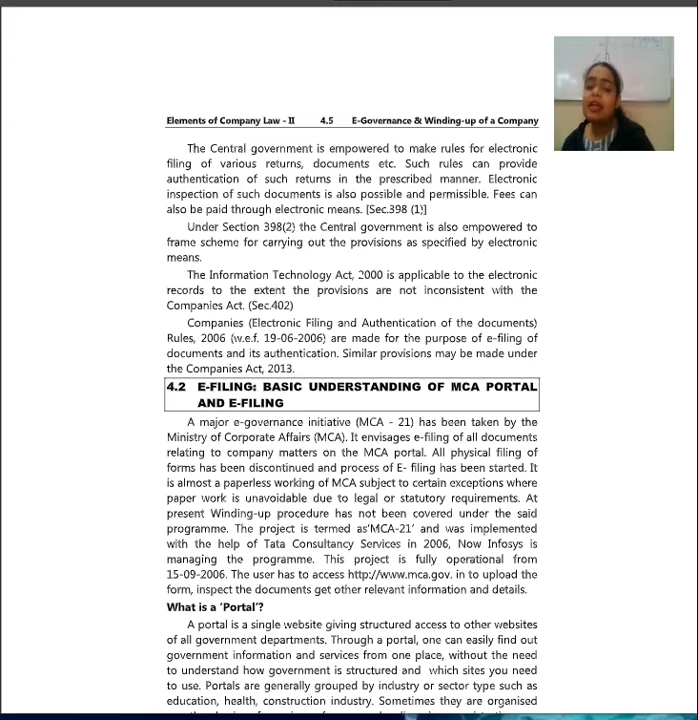 Elements of Company Law - II 4.5 E-Governance & Winding-up of a Company
The Central government is empowered to make rules for electronic
filing of various returns, documents etc. Such rules can provide
authentication of such returns in the prescribed manner. Electronic
inspection of such documents is also possible and permissible. Fees can
also be paid through electronic means. [Sec.398 (1)]
Under Section 398(2) the Central government is also empowered to
frame scheme for carrying out the provisions as specified by electronic
means.
The Information Technology Act, 2000 is applicable to the electronic
records to the extent the provisions are not inconsistent with the
Companies Act. (Sec.402)
Companies (Electronic Filing and Authentication of the documents)
Rules, 2006 (w.e.f. 19-06-2006) are made for the purpose of e-filing of
documents and its authentication. Similar provisions may be made under
the Companies Act, 2013.
4.2 E-FILING: BASIC UNDERSTANDING OF MCA PORTAL
AND E-FILING
A major e-governance initiative (MCA - 21) has been taken by the
Ministry of Corporate Affairs (MCA). It envisages e-filing of all documents
relating to company matters on the MCA portal. All physical filing of
forms has been discontinued and process of E- filing has been started. It
is almost a paperless working of MCA subject to certain exceptions where
paper work is unavoidable due to legal or statutory requirements. At
present Winding-up procedure has not been covered under the said
programme. The project is termed as'MCA-21' and was implemented
with the help of Tata Consultancy Services in 2006, Now Infosys is
managing the programme. This project is fully operational from
15-09-2006. The user has to access http://www.mca.gov. in to upload the
form, inspect the documents get other relevant information and details.
What is a 'Portal'?
A portal is a single website giving structured access to other websites
of all government departments. Through a portal, one can easily find out
government information and services from one place, without the need
to understand how government is structured and which sites you need
to use. Portals are generally grouped by industry or sector type such as
education, health, construction industry. Sometimes they are organised